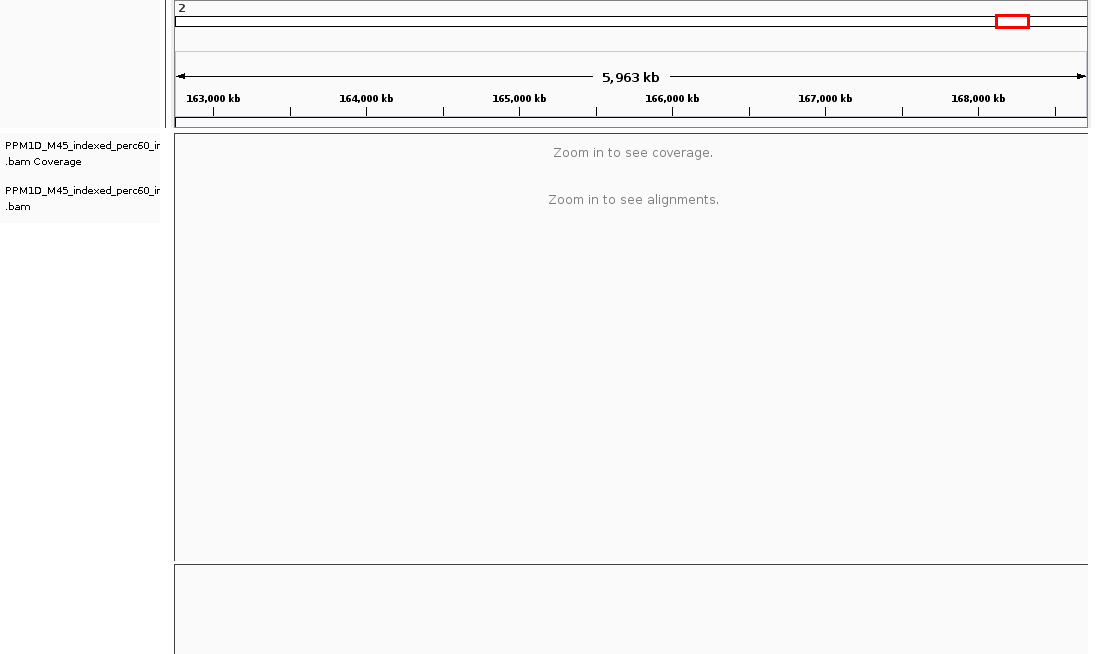 2
5,963 kb
163,000 kb 164,000 kb 165,000 kb 166,000 kb 167,000 kb 168,000 kb
PPM1D_M45_indexed_perc60_ir
.bam Coverage
Zoom in to see coverage.
PPM1D_M45_indexed_perc60_ir
.bam
Zoom in to see alignments.